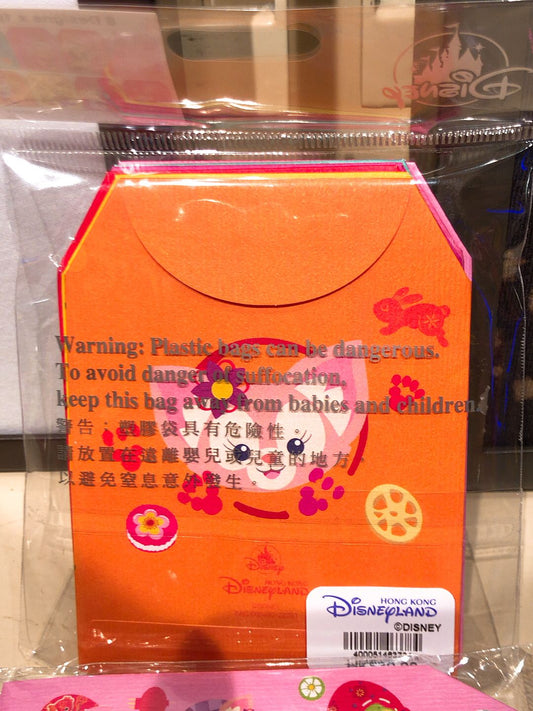 Disney
Warning: Plastic bags can be dangerous.
To avoid danger of suffocation,
keep this bag away from babies and children.
警告：塑膠袋具有危險性。
請放置在遠離嬰兒或兒童的地方
以避免窒息意外發生。
Disney
HONG KONG
DISNEYLAND
HONG KONG
DISNEYLAND
©DISNEY